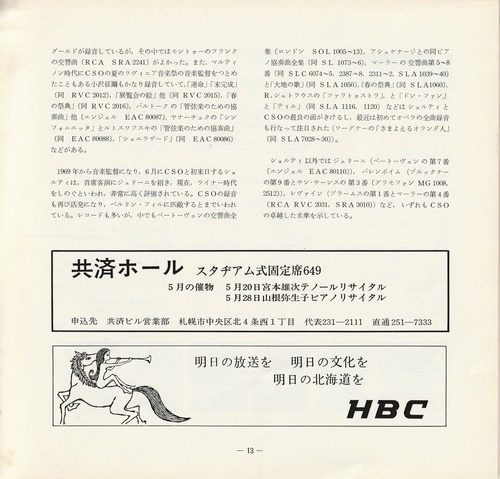 グールドが録音しているが，その中ではモントゥーのフランク
の交響曲（RCA SRA2241）がよかった。また，マルティ
ノン時代にCSOの夏のラヴィニア音楽祭の音楽監督をつとめ
たこともある小沢征爾もかなり録音していて，「運命」「未完成」
（同 RVC2012），「展覧会の絵」他（同 RVC2015），「春
の祭典」（同 RVC2016），バルトークの「管弦楽のための協
奏曲」他（エンジェル EAC80087），ヤナーチェクの「シン
フォニエッタ」とルトスワフスキの「管弦楽のための協奏曲」
（同 EAC80088），「シェエラザード」（同 EAC80086）
などがある。
1969年から音楽監督になり，6月にCSOと初来日するショ
ルティは，首席客演にジュリーニを招き，現在，ライナー時代
をしのぐといわれ，非常に高く評価されている。CSOの録音
も再び活発になり，ベルリン・フィルに匹敵するとまでいわれ
ている。レコードも多いが，中でもベートーヴェンの交響曲全
集〔ロンドン SOL1005〜13），アシュケナージとの同ピア
ノ協奏曲全集（同 SL1073〜6），マーラーの交響曲第5〜8
番（同 SLC6074〜5，2387〜8，2311〜2，SLA1039〜40）
と「大地の歌」（同SLA1050），「春の祭典」（同SLA1060），
R.シュトラウスの「ツァラトゥストラ」，と「ドン・ファン」
と「ティル」（同 SLA1116，1120）などはショルティと
CSOの最良の面がきけるし，最近は初めてオペラの全曲録音
も行なって注目された（ワーグナーの「さまよえるオランダ人」
（同 SLA7028〜30））。
ショルティ以外ではジュリーニ（ベートーヴェンの第7番
（エンジェル EAC80110）），バレンボイム（ブルックナー
の第9番とサン・サーンスの第3番（グラモフォン MG1008，
2512）），レヴァイン（ブラームスの第1番とマーラーの第4番
（RCA RVC2031，SRA3010））など，いずれもCSO
の卓越した水準を示している。
共済ホール スタヂアム式固定席649
5月の催物 5月20日宮本雄次テノールリサイタル
5月28日山根弥生子ピアノリサイタル
申込先 共済ビル営業部 札幌市中央区北4条西1丁目 代表231―2111 直通251―7333
明日の放送を 明日の文化を
明日の北海道を
HBC
― 13 ―